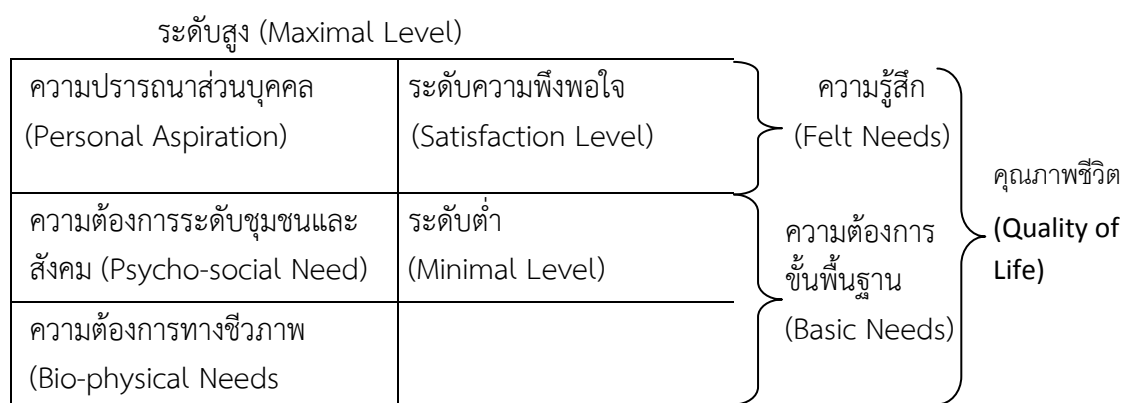 ระดับสูง (Maximal Level)
ความปรารถนาส่วนบุคคล
(Personal Aspiration)
ระดับความพึงพอใจ
(Satisfaction Level)
ความรู้สึก
(Felt Needs)
ความต้องการระดับชุมชนและ
สังคม (Psycho-social Need)
ระดับต่ำ
(Minimal Level)
ความต้องการ
ขั้นพื้นฐาน
(Basic Needs)
ความต้องการทางชีวภาพ
(Bio-physical Needs
คุณภาพชีวิต
(Quality of
Life)